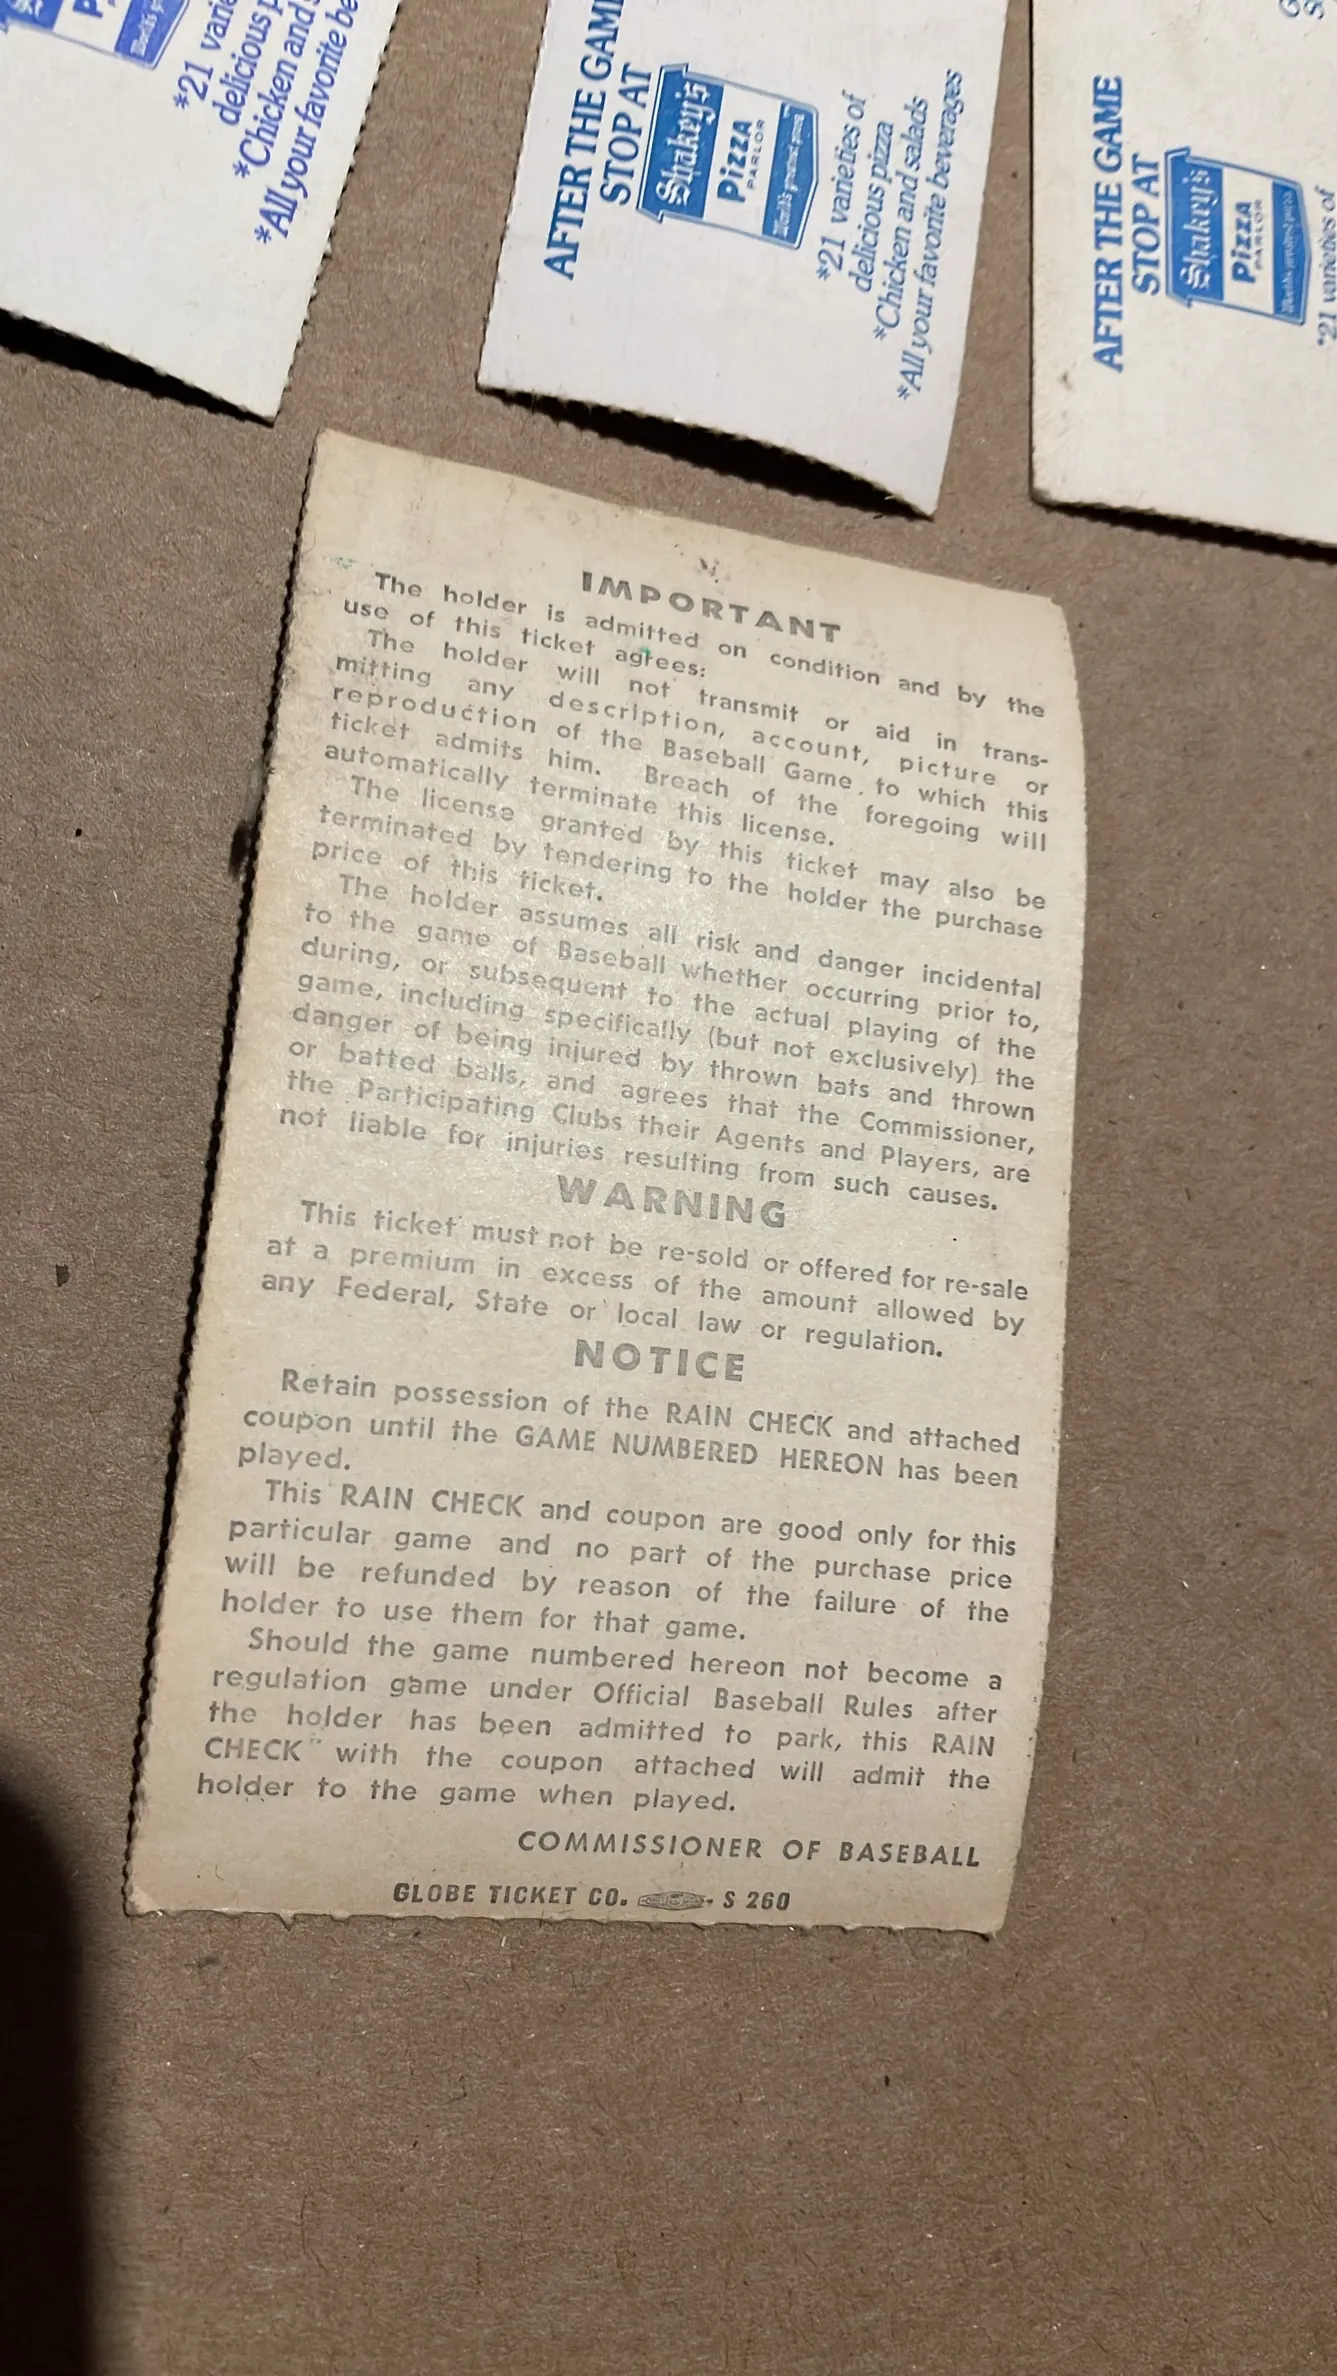 *21 varie
delicious p
*Chicken and s
*All your favorite be
AFTER THE GAM
STOP AT
Shakey's
Pizza
PARLOR
World's greatest pizza
*21 varieties of
delicious pizza
*Chicken and salads
*All your favorite beverages
AFTER THE GAME
STOP AT
Shakey's
Pizza
PARLOR
World's greatest pizza
*21 varieties of
IMPORTANT
The holder is admitted on condition and by the
use of this ticket agrees:
The holder will not transmit or aid in trans-
mitting any description, account, picture or
reproduction of the Baseball Game to which this
ticket admits him. Breach of the foregoing will
automatically terminate this license.
The license granted by this ticket may also be
terminated by tendering to the holder the purchase
price of this ticket.
The holder assumes all risk and danger incidental
to the game of Baseball whether occurring prior to,
during, or subsequent to the actual playing of the
game, including specifically (but not exclusively) the
danger of being injured by thrown bats and thrown
or batted balls, and agrees that the Commissioner,
the Participating Clubs their Agents and Players, are
not liable for injuries resulting from such causes.
WARNING
This ticket must not be re-sold or offered for re-sale
at a premium in excess of the amount allowed by
any Federal, State or local law or regulation.
NOTICE
Retain possession of the RAIN CHECK and attached
coupon until the GAME NUMBERED HEREON has been
played.
This RAIN CHECK and coupon are good only for this
particular game and no part of the purchase price
will be refunded by reason of the failure of the
holder to use them for that game.
Should the game numbered hereon not become a
regulation game under Official Baseball Rules after
the holder has been admitted to park, this RAIN
CHECK with the coupon attached will admit the
holder to the game when played.
COMMISSIONER OF BASEBALL
GLOBE TICKET CO. S 260